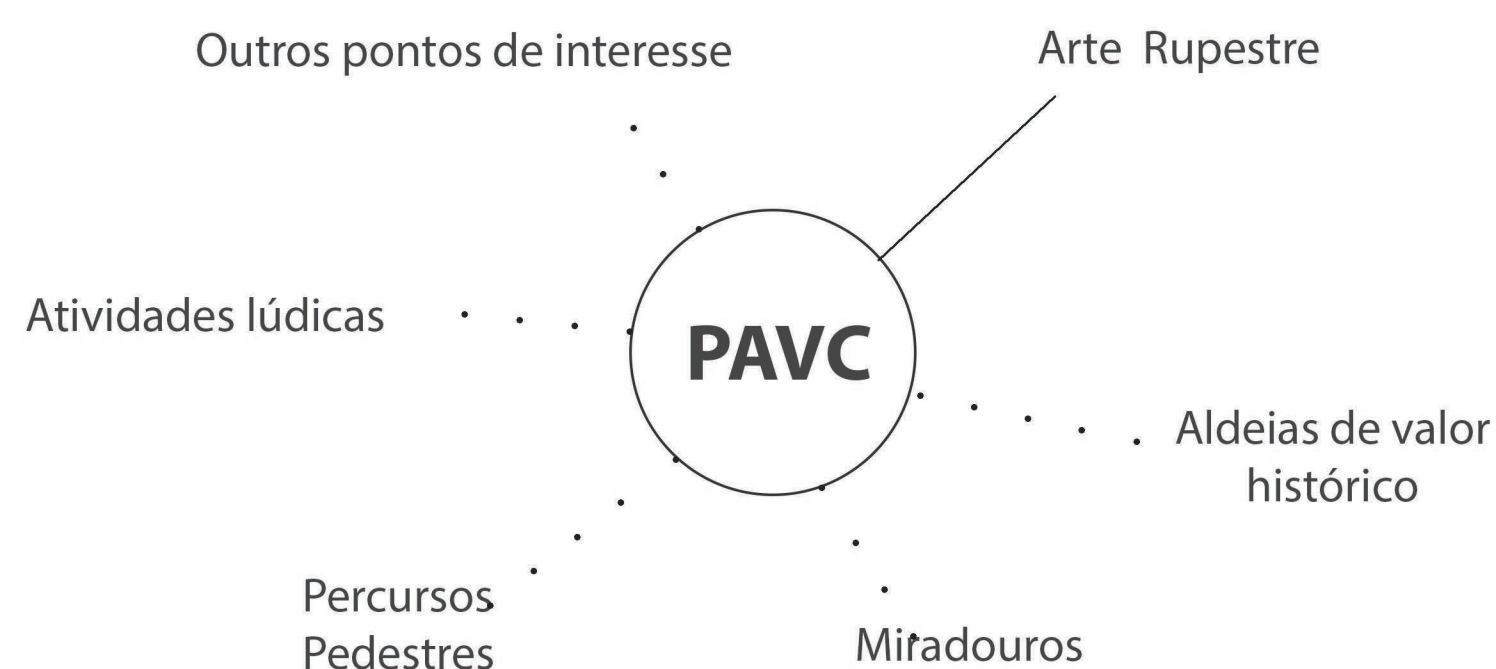 Outros pontos de interesse
Arte Rupestre
Atividades lúdicas
PAVC
Aldeias de valor
histórico
Percursos
Pedestres
Miradouros